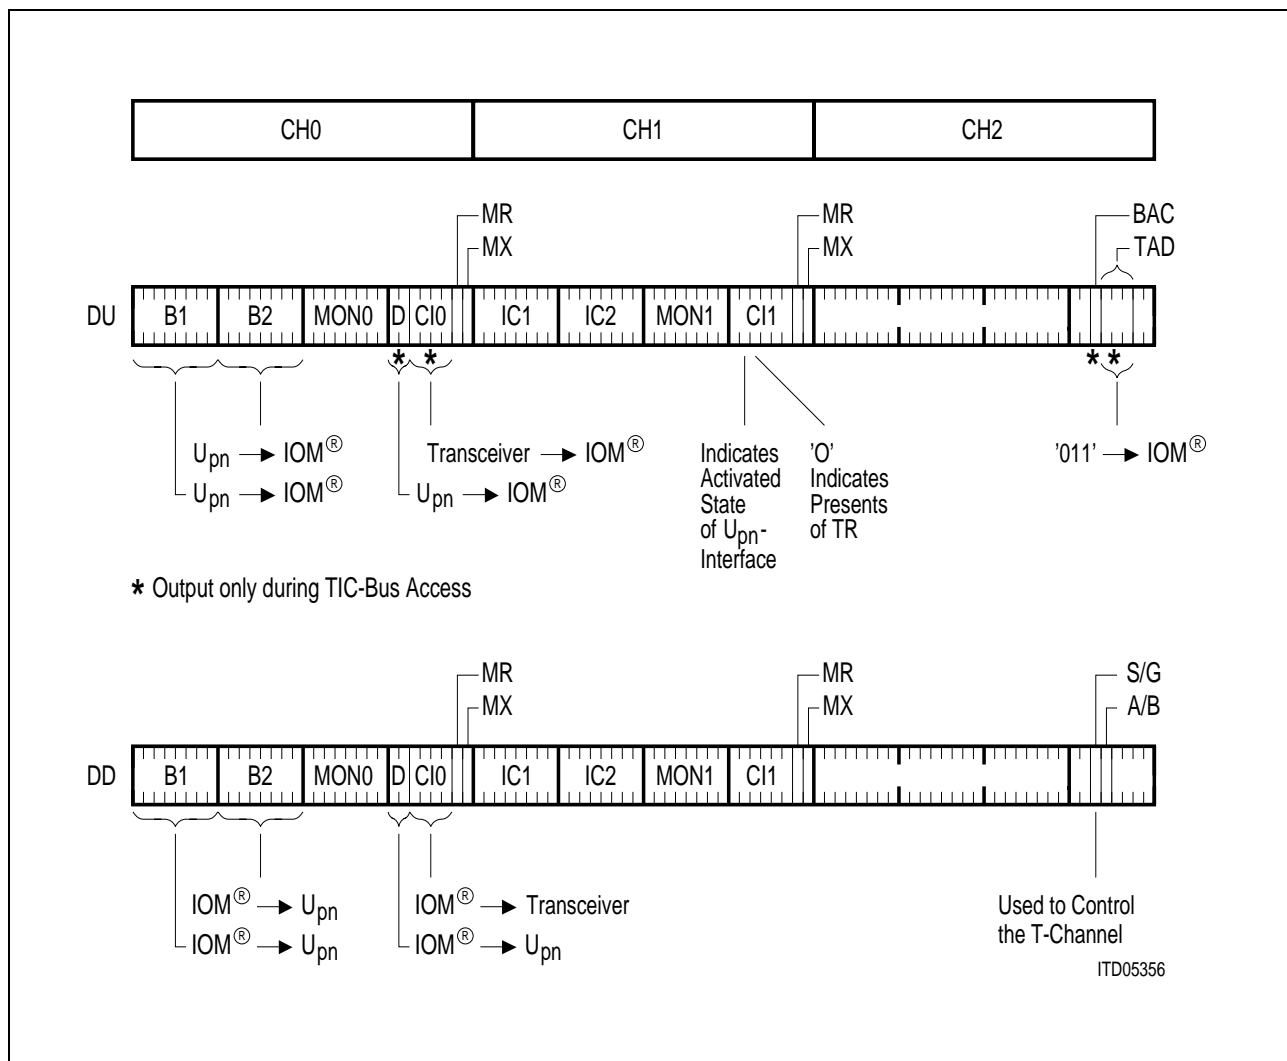 CH0 CH1 CH2
MR MR BAC
MX MX TAD
DU B1 B2 MON0 D CI0 IC1 IC2 MON1 CI1
* * * *
Upn → IOM® Transceiver → IOM® Indicates 'O' '011' → IOM®
Upn → IOM® Upn → IOM® Activated Indicates
State Presents
of Upn- of TR
Interface
* Output only during TIC-Bus Access
MR MR S/G
MX MX A/B
DD B1 B2 MON0 D CI0 IC1 IC2 MON1 CI1
IOM® → Upn IOM® → Transceiver Used to Control
IOM® → Upn IOM® → Upn the T-Channel
ITD05356